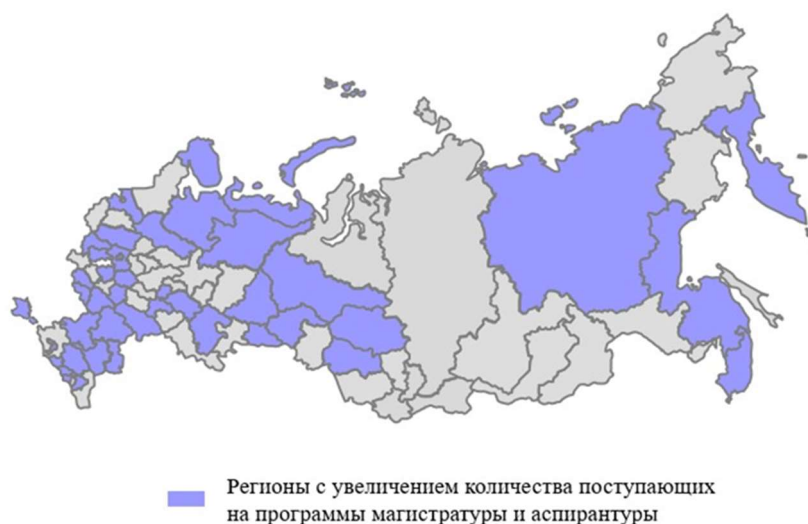 Регионы с увеличением количества поступающих
на программы магистратуры и аспирантуры